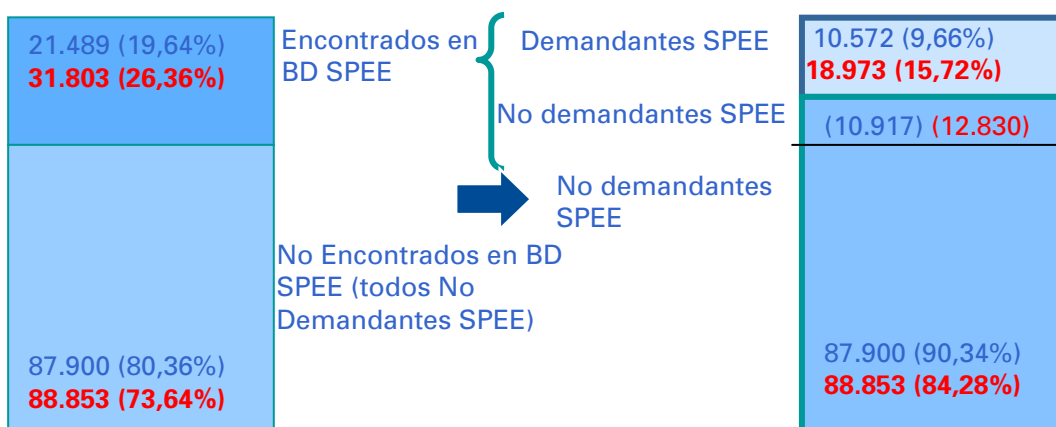 21.489 (19,64%)
31.803 (26,36%)
Encontrados en
BD SPEE
Demandantes SPEE
10.572 (9,66%)
18.973 (15,72%)
No demandantes SPEE
(10.917) (12.830)
No demandantes
SPEE
No Encontrados en BD
SPEE (todos No
Demandantes SPEE)
87.900 (80,36%)
88.853 (73,64%)
87.900 (90,34%)
88.853 (84,28%)